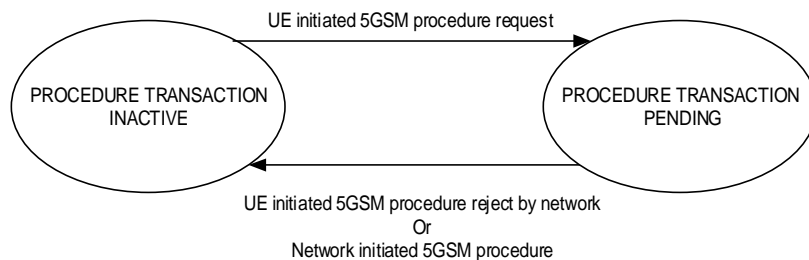 UE initiated 5GSM procedure request
PROCEDURE TRANSACTION
INACTIVE
PROCEDURE TRANSACTION
PENDING
UE initiated 5GSM procedure reject by network
Or
Network initiated 5GSM procedure